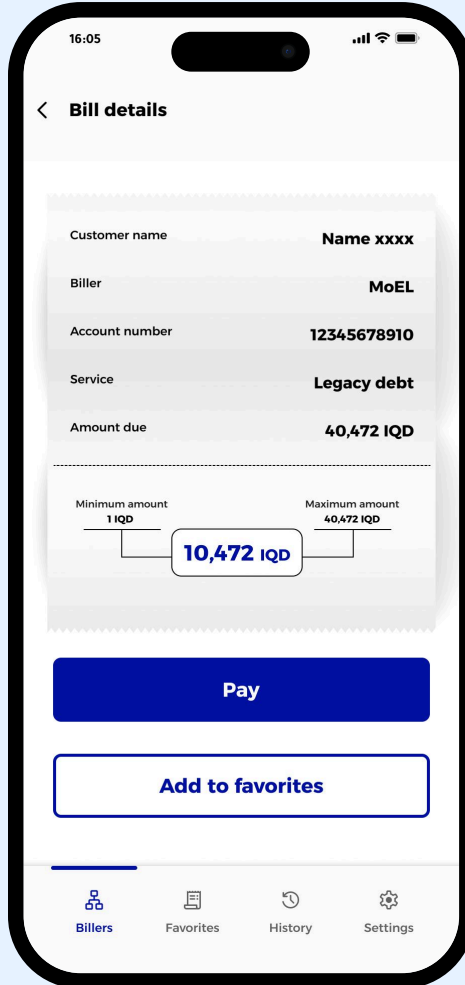 16:05
Bill details
Customer name Name xxxx
Biller MoEL
Account number 12345678910
Service Legacy debt
Amount due 40,472 IQD
Minimum amount Maximum amount
1 IQD 40,472 IQD
10,472 IQD
Pay
Add to favorites
Billers Favorites History Settings